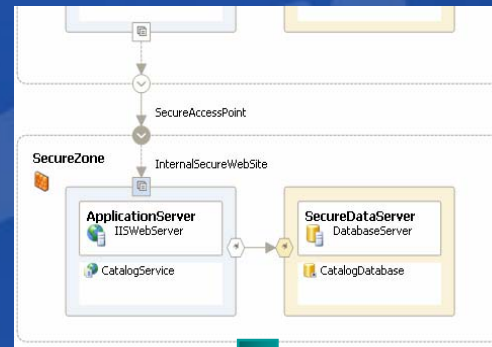 SecureAccessPoint
SecureZone
InternalSecureWebSite
ApplicationServer
IISWebServer
CatalogService
SecureDataServer
DatabaseServer
CatalogDatabase